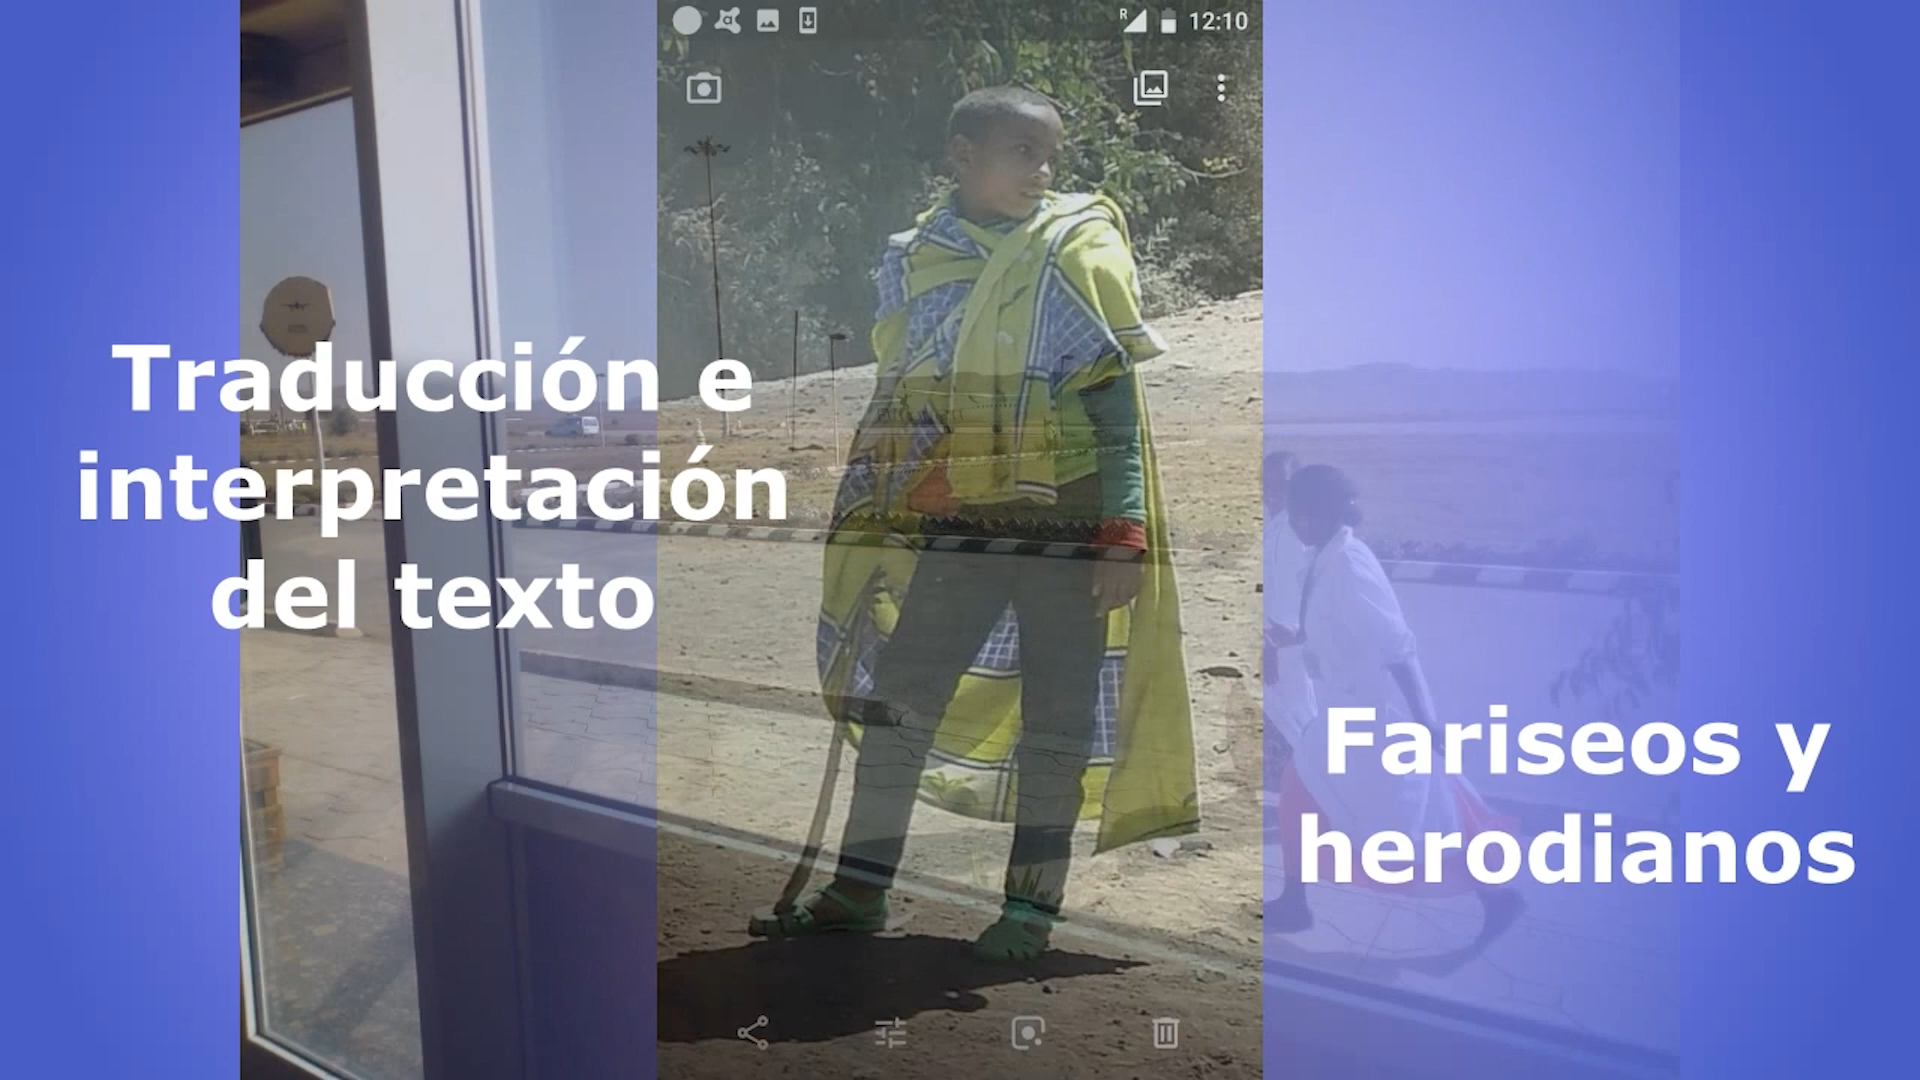 R 12:10
Traducción e
interpretación
del texto
Fariseos y
herodianos